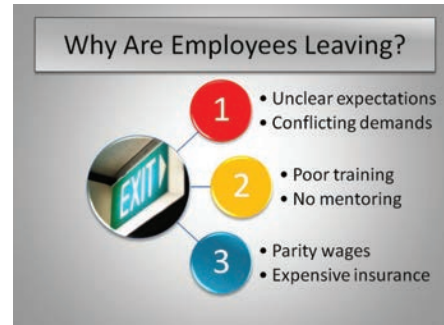 Why Are Employees Leaving?
1
• Unclear expectations
• Conflicting demands
EXIT
2
• Poor training
• No mentoring
3
• Parity wages
• Expensive insurance